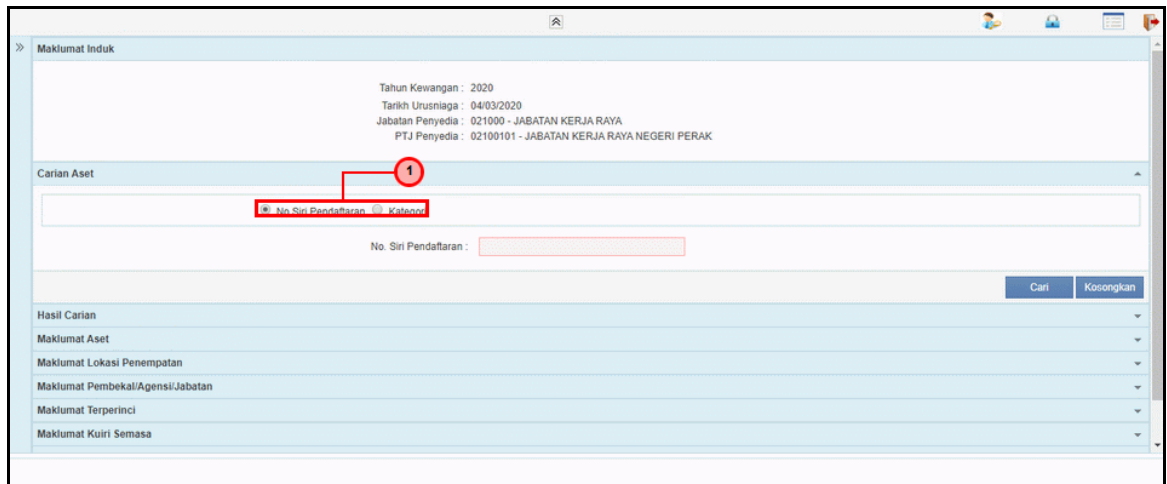 Maklumat Induk
Tahun Kewangan : 2020
Tarikh Urusniaga : 04/03/2020
Jabatan Penyedia : 021000 - JABATAN KERJA RAYA
PTJ Penyedia : 02100101 - JABATAN KERJA RAYA NEGERI PERAK
Carian Aset
1
No Siri Pendaftaran Kategori
No. Siri Pendaftaran :
Cari Kosongkan
Hasil Carian
Maklumat Aset
Maklumat Lokasi Penempatan
Maklumat Pembekal/Agensi/Jabatan
Maklumat Terperinci
Maklumat Kuiri Semasa